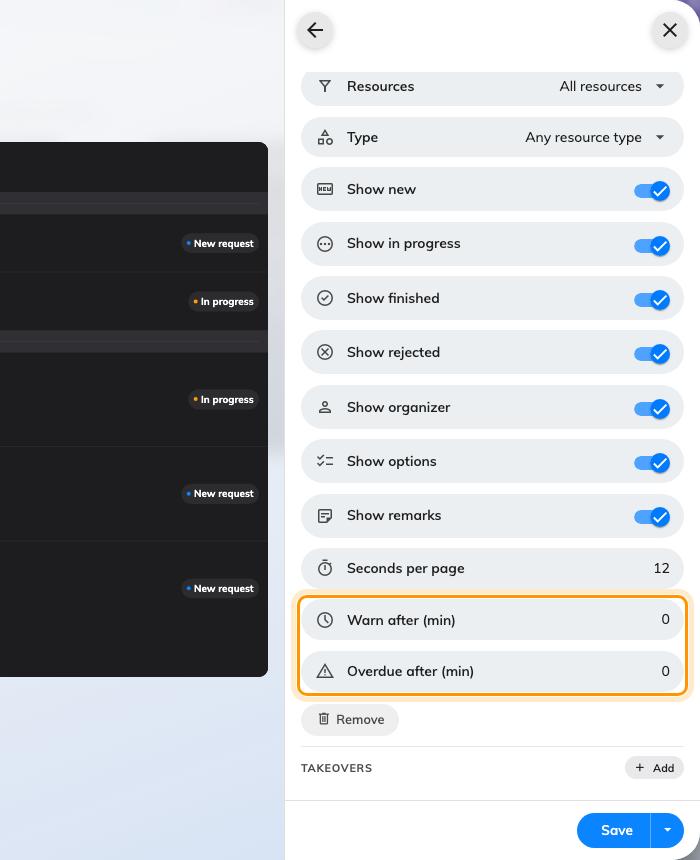 Resources All resources
Type Any resource type
NEW Show new
Show in progress
Show finished
Show rejected
Show organizer
Show options
Show remarks
Seconds per page 12
Warn after (min) 0
Overdue after (min) 0
Remove
TAKEOVERS + Add
Save
New request
In progress
In progress
New request
New request